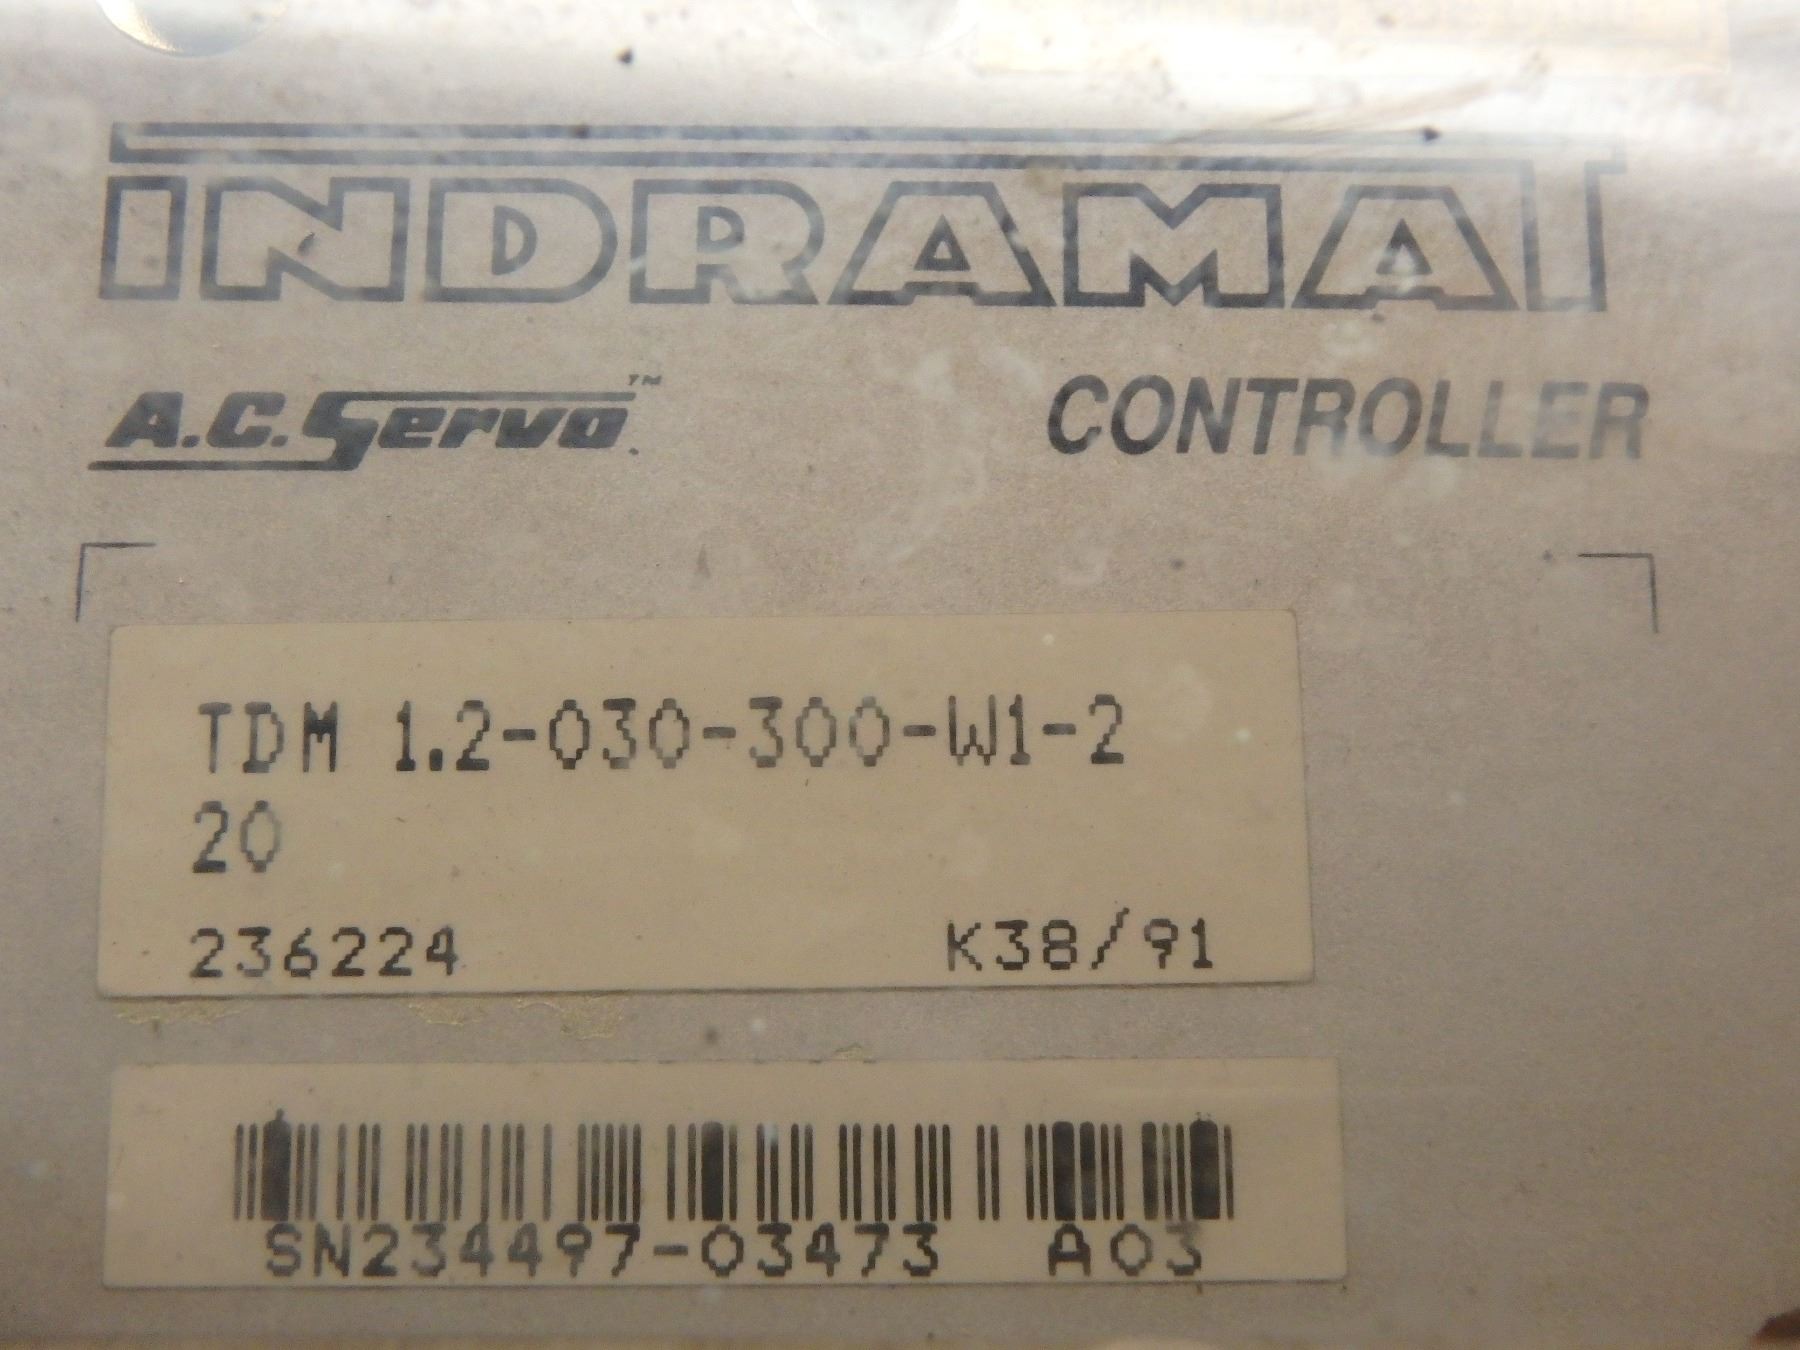 INDRAMAT
A.C. Servo™
CONTROLLER
TDM 1.2-030-300-W1-2
20
236224 K38/91
SN234497-03473 A03